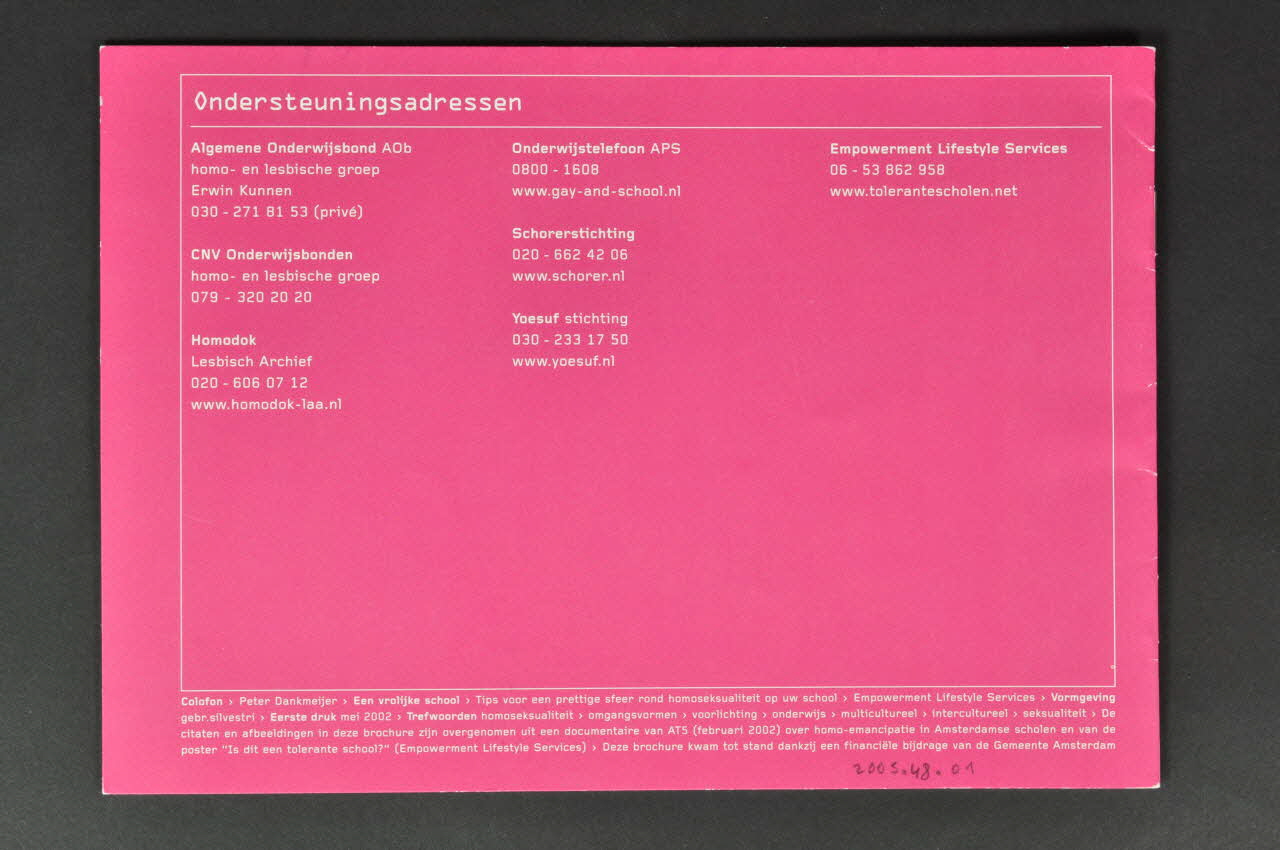 Ondersteuningsadressen
Algemene Onderwijsbond AOb
homo- en lesbische groep
Erwin Kunnen
030 - 271 81 53 (privé)
CNV Onderwijsbonden
homo- en lesbische groep
079 - 320 20 20
Homodok
Lesbisch Archief
020 - 606 07 12
www.homodok-laa.nl
Onderwijstelefoon APS
0800 - 1608
www.gay-and-school.nl
Schorerstichting
020 - 662 42 06
www.schorer.nl
Yoesuf stichting
030 - 233 17 50
www.yoesuf.nl
Empowerment Lifestyle Services
06 - 53 862 958
www.tolerantescholen.net
Colofon > Peter Dankmeijer > Een vrolijke school > Tips voor een prettige sfeer rond homoseksualiteit op uw school > Empowerment Lifestyle Services > Vormgeving
gebr.silvestri > Eerste druk mei 2002 > Trefwoorden homoseksualiteit > omgangsvormen > voorlichting > onderwijs > multicultureel > intercultureel > seksualiteit > De
citaten en afbeeldingen in deze brochure zijn overgenomen uit een documentaire van AT5 (februari 2002) over homo-emancipatie in Amsterdamse scholen en van de
poster "Is dit een tolerante school?" (Empowerment Lifestyle Services) > Deze brochure kwam tot stand dankzij een financiële bijdrage van de Gemeente Amsterdam
2005.48.01